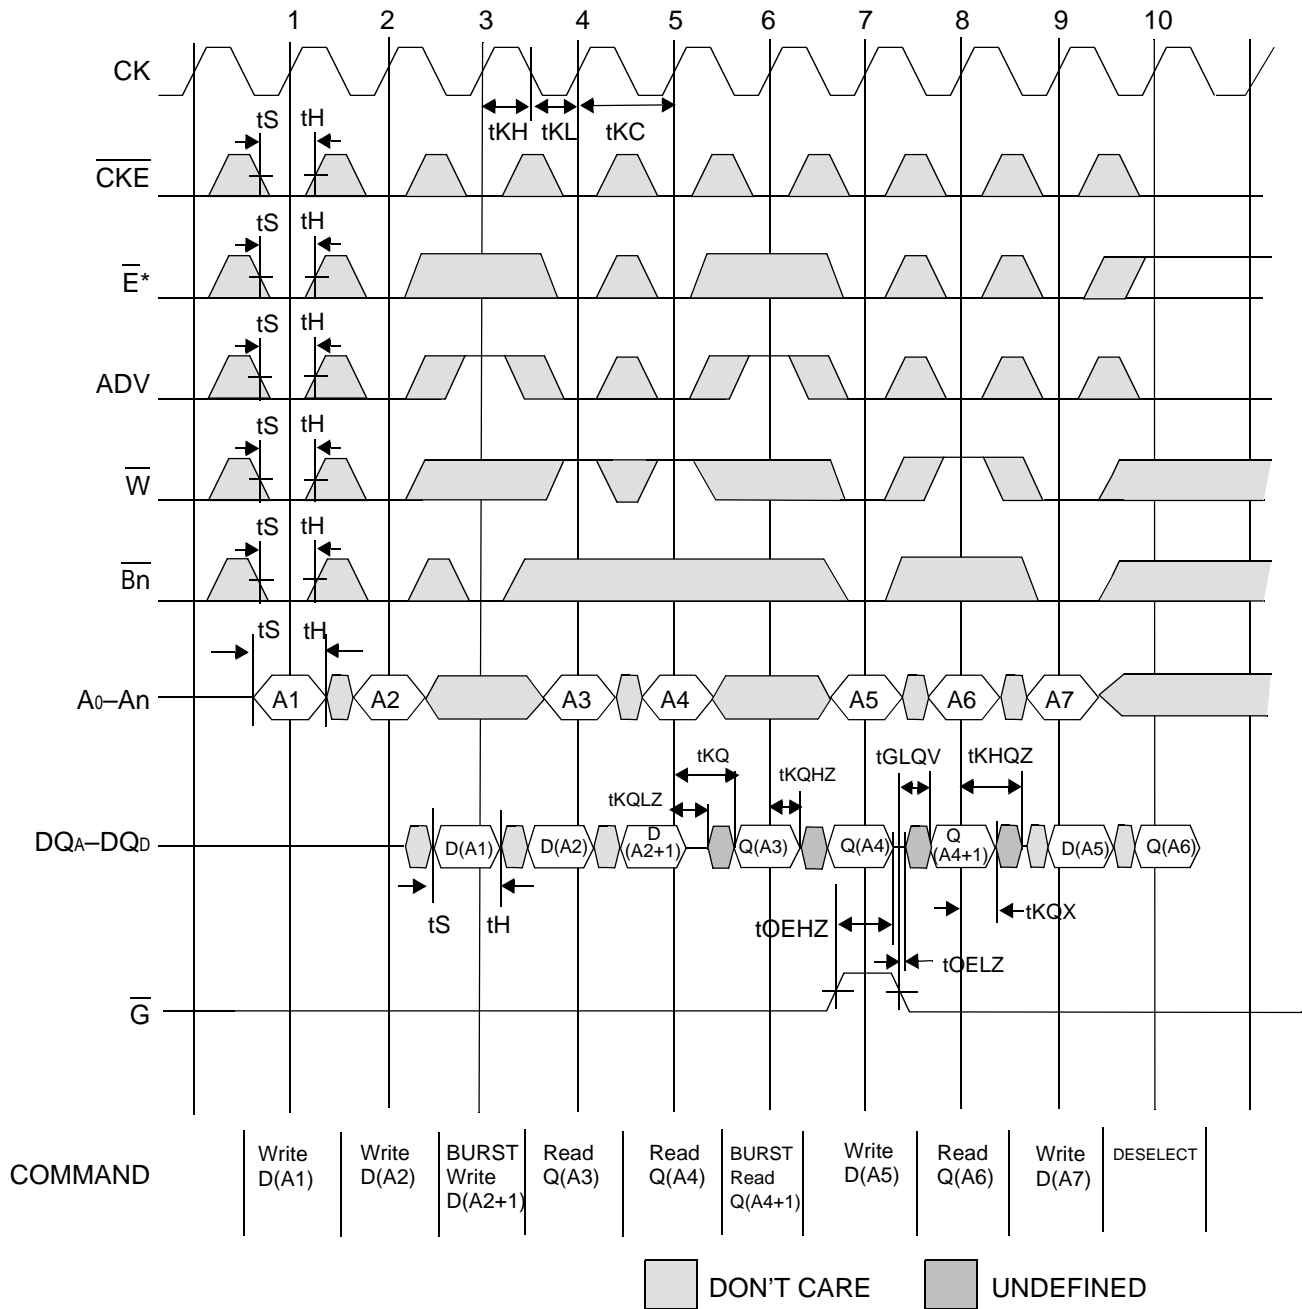 1 2 3 4 5 6 7 8 9 10
CK
tKH tKL tKC
tS tH
CKE
tS tH
E*
tS tH
ADV
tS tH
W
tS tH
Bn
tS tH
A0–An A1 A2 A3 A4 A5 A6 A7
tKQ tGLQV tKHQZ
tKQLZ tKQHZ
DQA–DQD D(A1) D(A2) D (A2+1) Q(A3) Q(A4) Q (A4+1) D(A5) Q(A6)
tS tH tOEHZ tKQX
tOELZ
G
COMMAND
Write D(A1)
Write D(A2)
BURST Write D(A2+1)
Read Q(A3)
Read Q(A4)
BURST Read Q(A4+1)
Write D(A5)
Read Q(A6)
Write D(A7)
DESELECT
DON'T CARE UNDEFINED